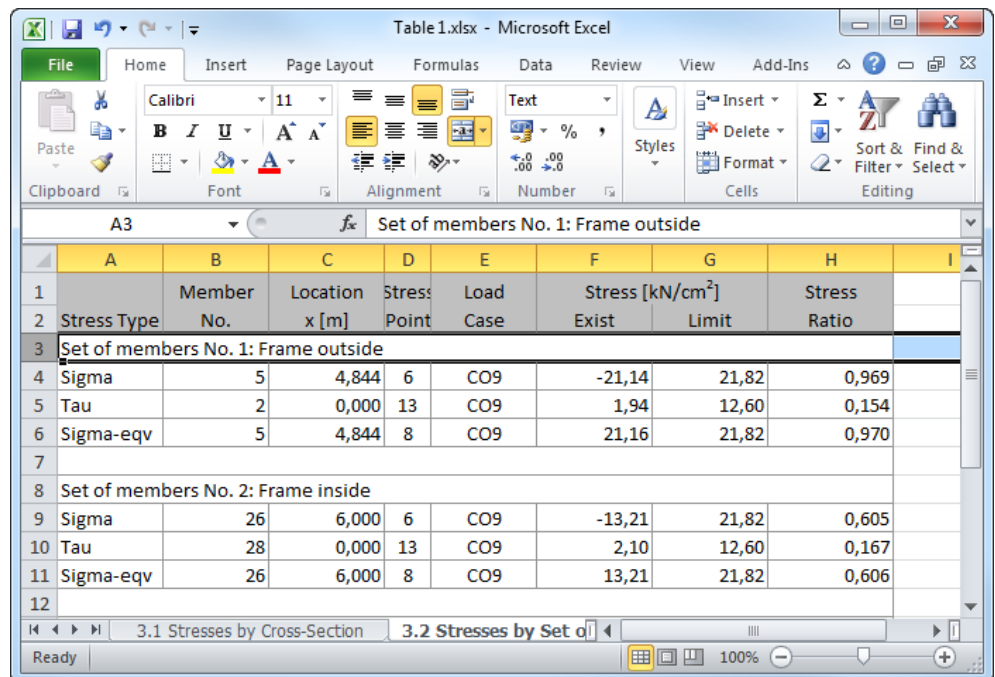 Table 1.xlsx - Microsoft Excel
File Home Insert Page Layout Formulas Data Review View Add-Ins
Paste
Clipboard
Calibri 11
B I U A A
A
Font
Alignment
Text
% ,
,0 ,00 ,00 ,0
Number
Styles
Insert
Delete
Format
Cells
Σ
Sort & Filter
Find & Select
Editing
A3 fx Set of members No. 1: Frame outside
A B C D E F G H I
1 Member Location Stress Load Stress [kN/cm²] Stress
2 Stress Type No. x [m] Point Case Exist Limit Ratio
3 Set of members No. 1: Frame outside
4 Sigma 5 4,844 6 CO9 -21,14 21,82 0,969
5 Tau 2 0,000 13 CO9 1,94 12,60 0,154
6 Sigma-eqv 5 4,844 8 CO9 21,16 21,82 0,970
7
8 Set of members No. 2: Frame inside
9 Sigma 26 6,000 6 CO9 -13,21 21,82 0,605
10 Tau 28 0,000 13 CO9 2,10 12,60 0,167
11 Sigma-eqv 26 6,000 8 CO9 13,21 21,82 0,606
12
3.1 Stresses by Cross-Section 3.2 Stresses by Set o
Ready 100%